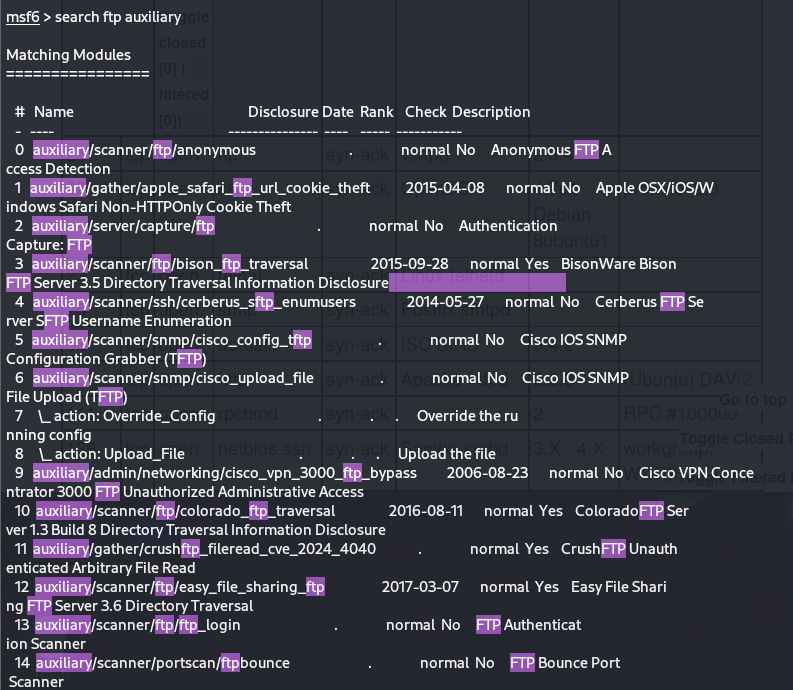 msf6 > search ftp auxiliary
Matching Modules
================
# Name Disclosure Date Rank Check Description
- ---- --------------- ---- ----- -----------
0 auxiliary/scanner/ftp/anonymous . normal No Anonymous FTP A
ccess Detection
1 auxiliary/gather/apple_safari_ftp_url_cookie_theft 2015-04-08 normal No Apple OSX/iOS/W
indows Safari Non-HTTPOnly Cookie Theft
2 auxiliary/server/capture/ftp . normal No Authentication
Capture: FTP
3 auxiliary/scanner/ftp/bison_ftp_traversal 2015-09-28 normal Yes BisonWare Bison
FTP Server 3.5 Directory Traversal Information Disclosure
4 auxiliary/scanner/ssh/cerberus_sftp_enumusers 2014-05-27 normal No Cerberus FTP Se
rver SFTP Username Enumeration
5 auxiliary/scanner/snmp/cisco_config_tftp . normal No Cisco IOS SNMP
Configuration Grabber (TFTP)
6 auxiliary/scanner/snmp/cisco_upload_file . normal No Cisco IOS SNMP
File Upload (TFTP)
7 \_ action: Override_Config . . . Override the ru
nning config
8 \_ action: Upload_File . . . Upload the file
9 auxiliary/admin/networking/cisco_vpn_3000_ftp_bypass 2006-08-23 normal No Cisco VPN Conce
ntrator 3000 FTP Unauthorized Administrative Access
10 auxiliary/scanner/ftp/colorado_ftp_traversal 2016-08-11 normal Yes ColoradoFTP Ser
ver 1.3 Build 8 Directory Traversal Information Disclosure
11 auxiliary/gather/crushftp_fileread_cve_2024_4040 . normal Yes CrushFTP Unauth
enticated Arbitrary File Read
12 auxiliary/scanner/ftp/easy_file_sharing_ftp 2017-03-07 normal Yes Easy File Shari
ng FTP Server 3.6 Directory Traversal
13 auxiliary/scanner/ftp/ftp_login . normal No FTP Authenticat
ion Scanner
14 auxiliary/scanner/portscan/ftpbounce . normal No FTP Bounce Port
Scanner